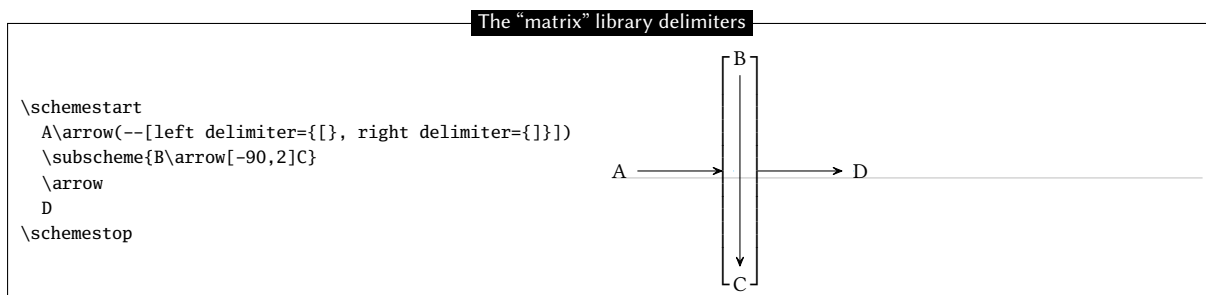 The “matrix” library delimiters
\schemestart
A\arrow(--[left delimiter={[}, right delimiter={]}])
\subscheme{B\arrow[-90,2]C}
\arrow
D
\schemestop
B
A
D
C